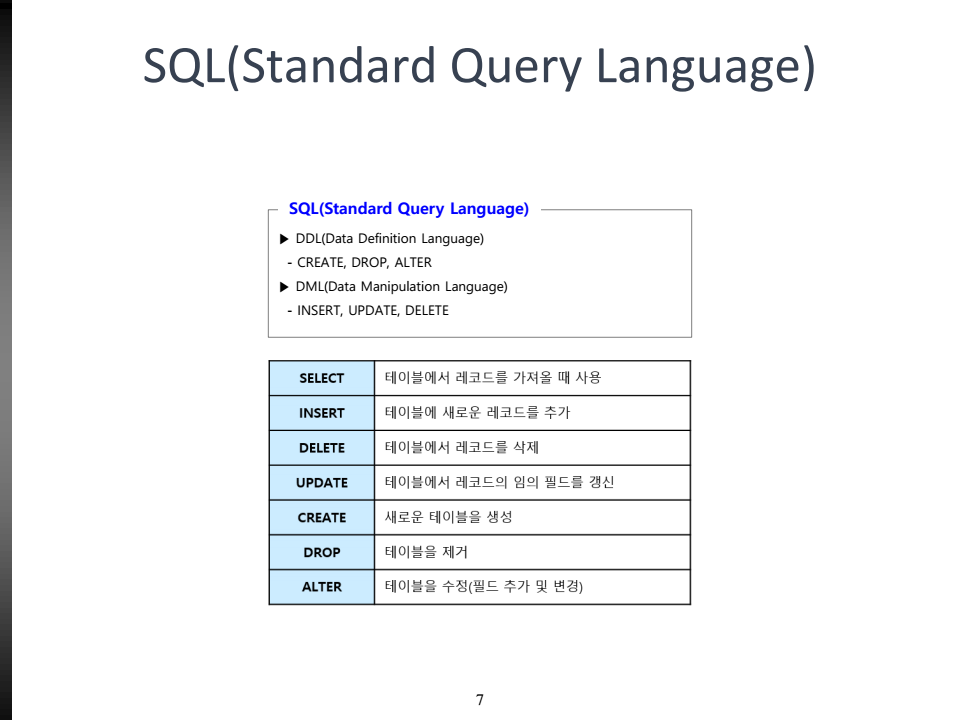 SQL(Standard Query Language)
SQL(Standard Query Language)
▶ DDL(Data Definition Language)
- CREATE, DROP, ALTER
▶ DML(Data Manipulation Language)
- INSERT, UPDATE, DELETE
SELECT 테이블에서 레코드를 가져올 때 사용
INSERT 테이블에 새로운 레코드를 추가
DELETE 테이블에서 레코드를 삭제
UPDATE 테이블에서 레코드의 임의 필드를 갱신
CREATE 새로운 테이블을 생성
DROP 테이블을 제거
ALTER 테이블을 수정(필드 추가 및 변경)
7